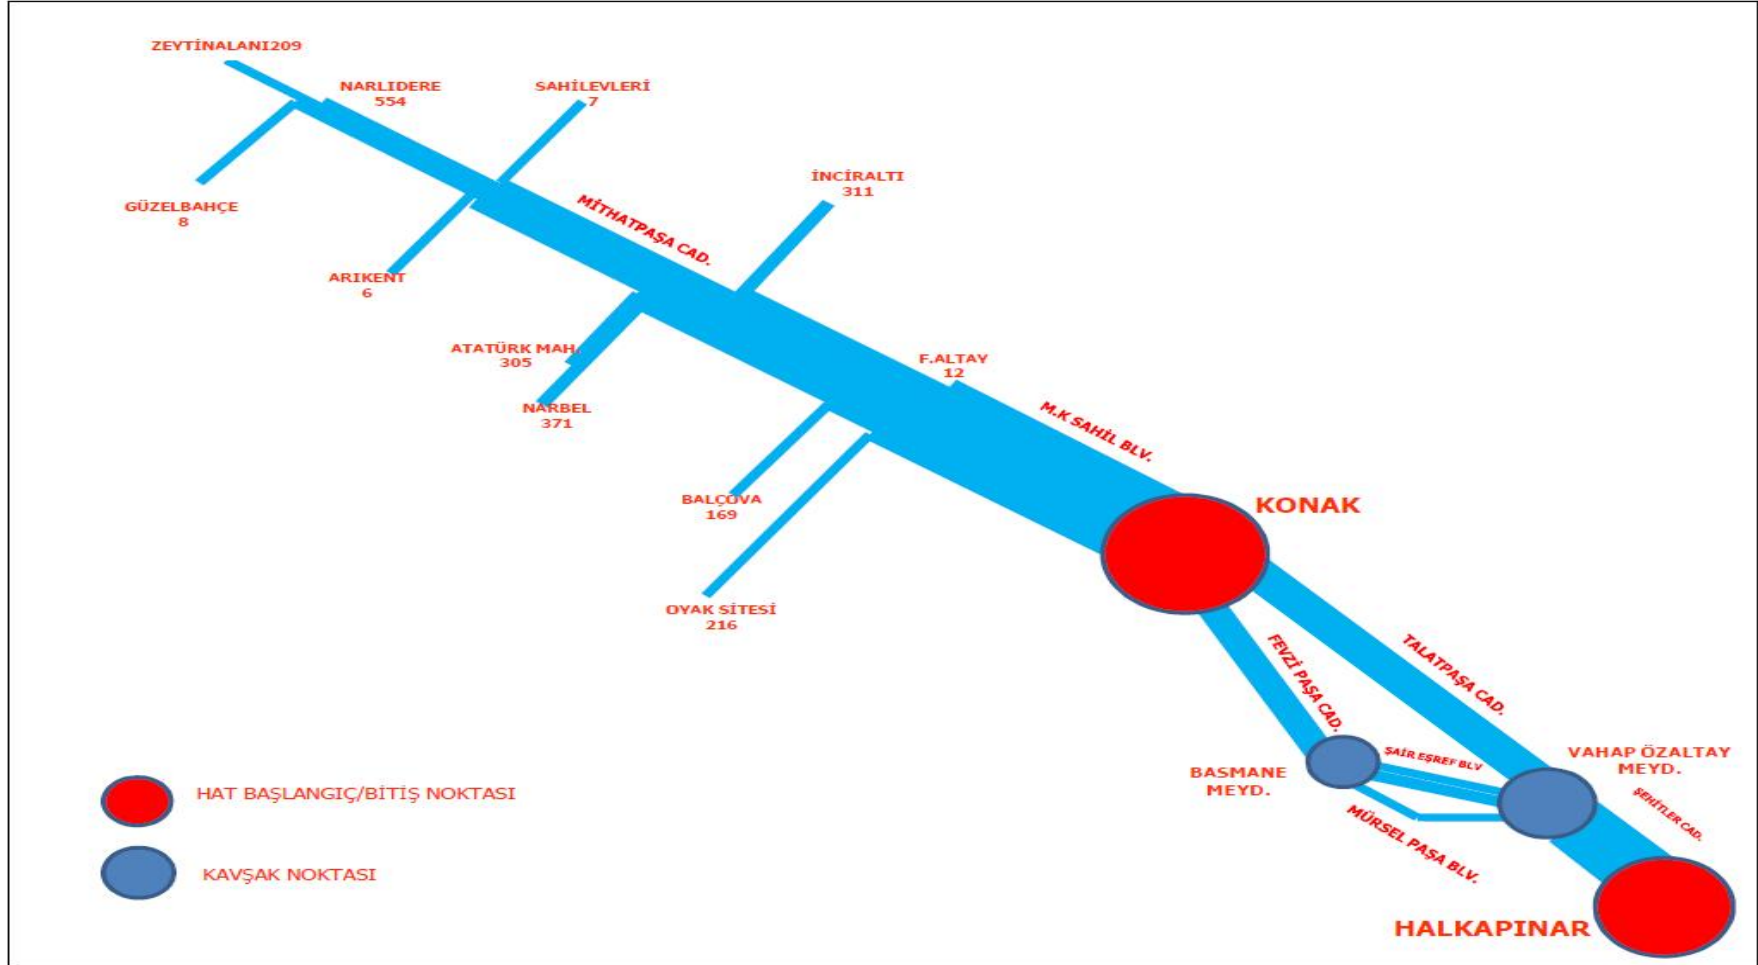 ZEYTİNALANI209
NARLIDERE
554
SAHİLEVLERİ
7
İNCİRALTI
311
GÜZELBAHÇE
8
MİTHATPAŞA CAD.
ARIKENT
6
ATATÜRK MAH.
305
F.ALTAY
12
NARBEL
371
M.K SAHİL BLV.
BALÇOVA
169
KONAK
OYAK SİTESİ
216
FEVZİ PAŞA CAD.
TALATPAŞA CAD.
ŞAİR EŞREF BLV
VAHAP ÖZALTAY
MEYD.
BASMANE
MEYD.
ŞEHİTLER CAD.
MÜRSEL PAŞA BLV.
HAT BAŞLANGIÇ/BİTİŞ NOKTASI
KAVŞAK NOKTASI
HALKAPINAR